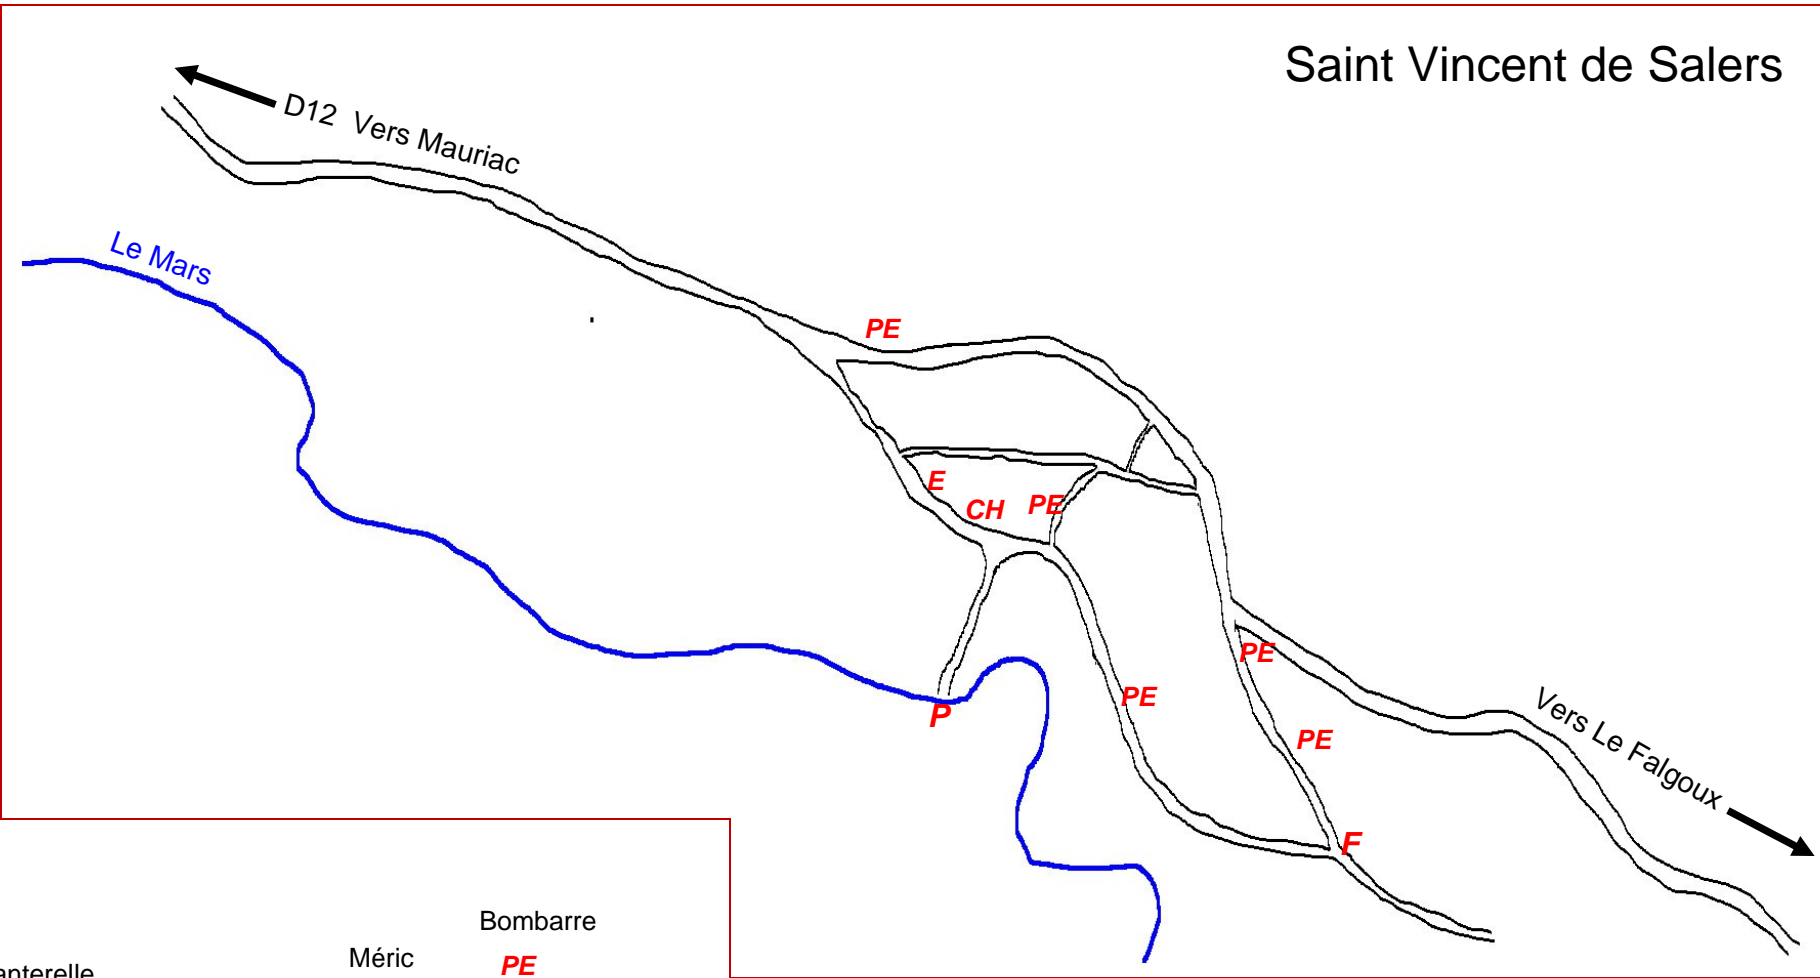 Saint Vincent de Salers
D12 Vers Mauriac
Le Mars
PE
E
CH
PE
PE
PE
P
PE
Vers Le Falgoux
F
Bombarre
Méric
PE